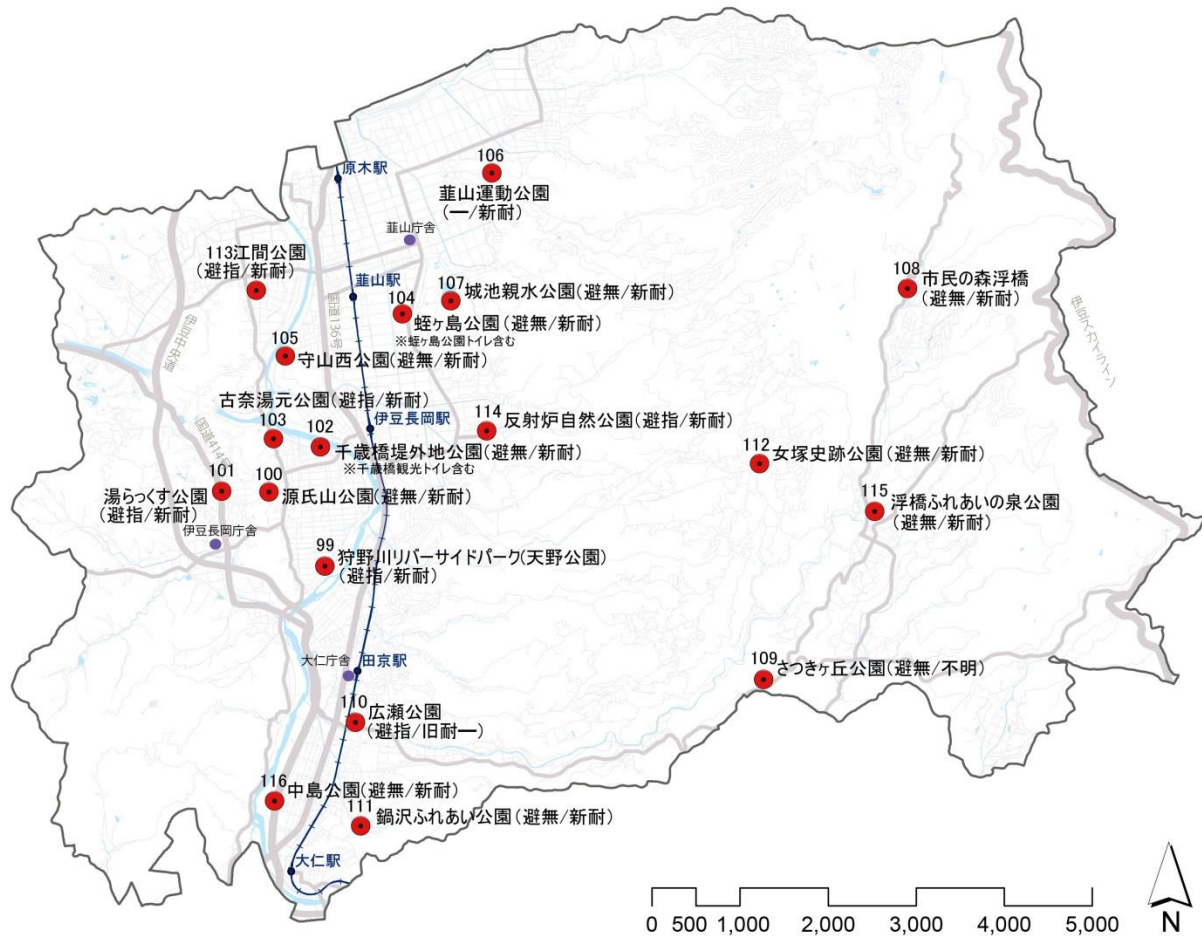 106
韮山運動公園
(―/新耐)
原木駅
韮山庁舎
113江間公園
(避指/新耐)
韮山駅
国道136号
104
蛭ヶ島公園(避無/新耐)
※蛭ヶ島公園トイレ含む
107
城池親水公園(避無/新耐)
108
市民の森浮橋
(避無/新耐)
伊豆スカイライン
伊豆中央道
105
守山西公園(避無/新耐)
古奈湯元公園(避指/新耐)
103
102
伊豆長岡駅
千歳橋堤外地公園(避無/新耐)
※千歳橋観光トイレ含む
114
反射炉自然公園(避指/新耐)
112
女塚史跡公園(避無/新耐)
国道414号
101
湯らっくす公園
(避指/新耐)
100
源氏山公園(避無/新耐)
115
浮橋ふれあいの泉公園
(避無/新耐)
伊豆長岡庁舎
99
狩野川リバーサイドパーク(天野公園)
(避指/新耐)
大仁庁舎
田京駅
109
さつきヶ丘公園(避無/不明)
110
広瀬公園
(避指/旧耐―)
116
中島公園(避無/新耐)
111
鍋沢ふれあい公園(避無/新耐)
大仁駅
0 500 1,000 2,000 3,000 4,000 5,000
N